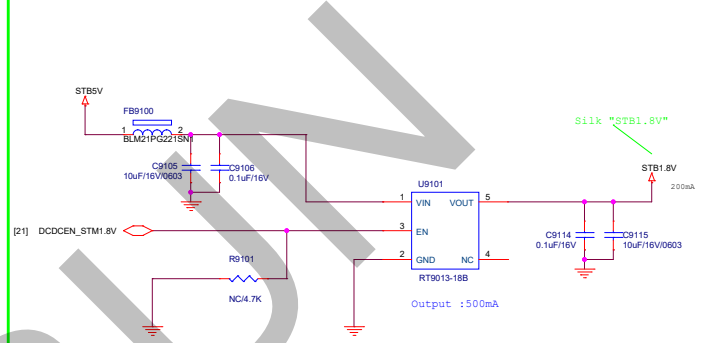 STB5V
FB9100
1 2
BLM21PG221SN1
Silk "STB1.8V"
C9105
10uF/16V/0603
C9106
0.1uF/16V
STB1.8V
200mA
U9101
1 VIN VOUT 5
[21] DCDCEN_STM1.8V
3 EN
2 GND NC 4
C9114
0.1uF/16V
C9115
10uF/16V/0603
R9101
NC/4.7K
RT9013-18B
Output :500mA